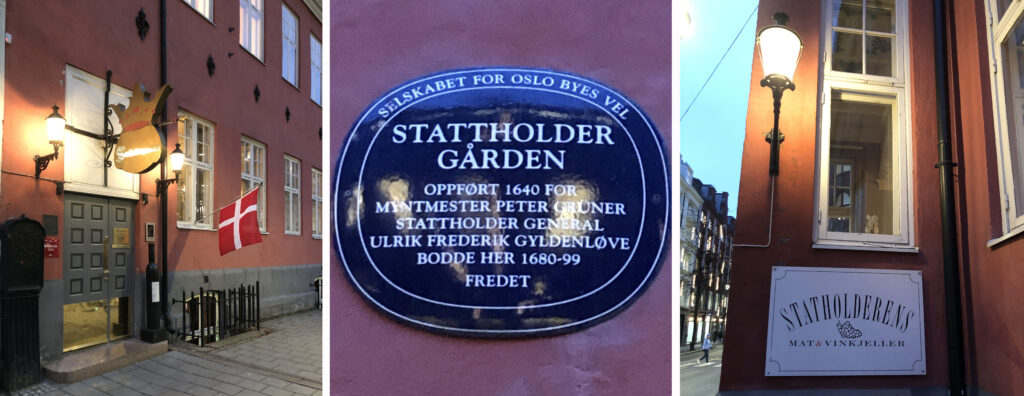 SELSKABET FOR OSLO BYES VEL
STATTHOLDER
GÅRDEN
OPPFØRT 1640 FOR
MYNTMESTER PETER GRÜNER
STATTHOLDER GENERAL
ULRIK FREDERIK GYLDENLØVE
BODDE HER 1680-99
FREDET
STATHOLDERENS
MAT&VINKJELLER